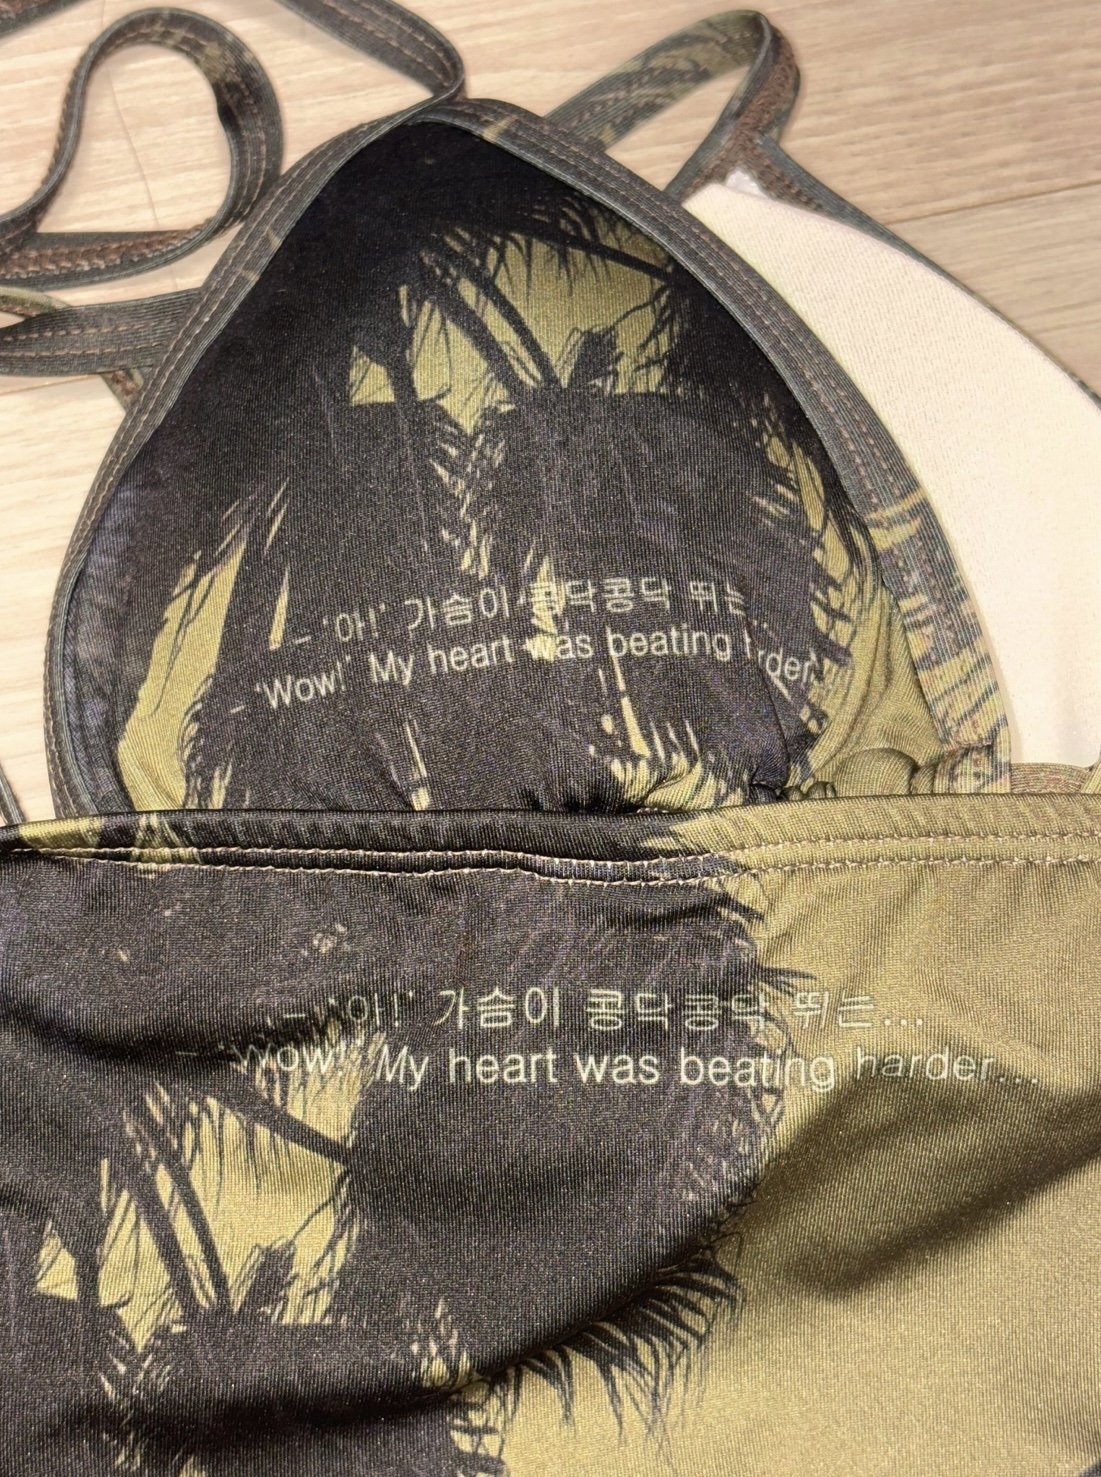 – '아!' 가슴이 콩닥콩닥 뛰는
– 'Wow!' My heart was beating
– '아!' 가슴이 콩닥콩닥 뛰는...
– 'Wow!' My heart was beating harder...